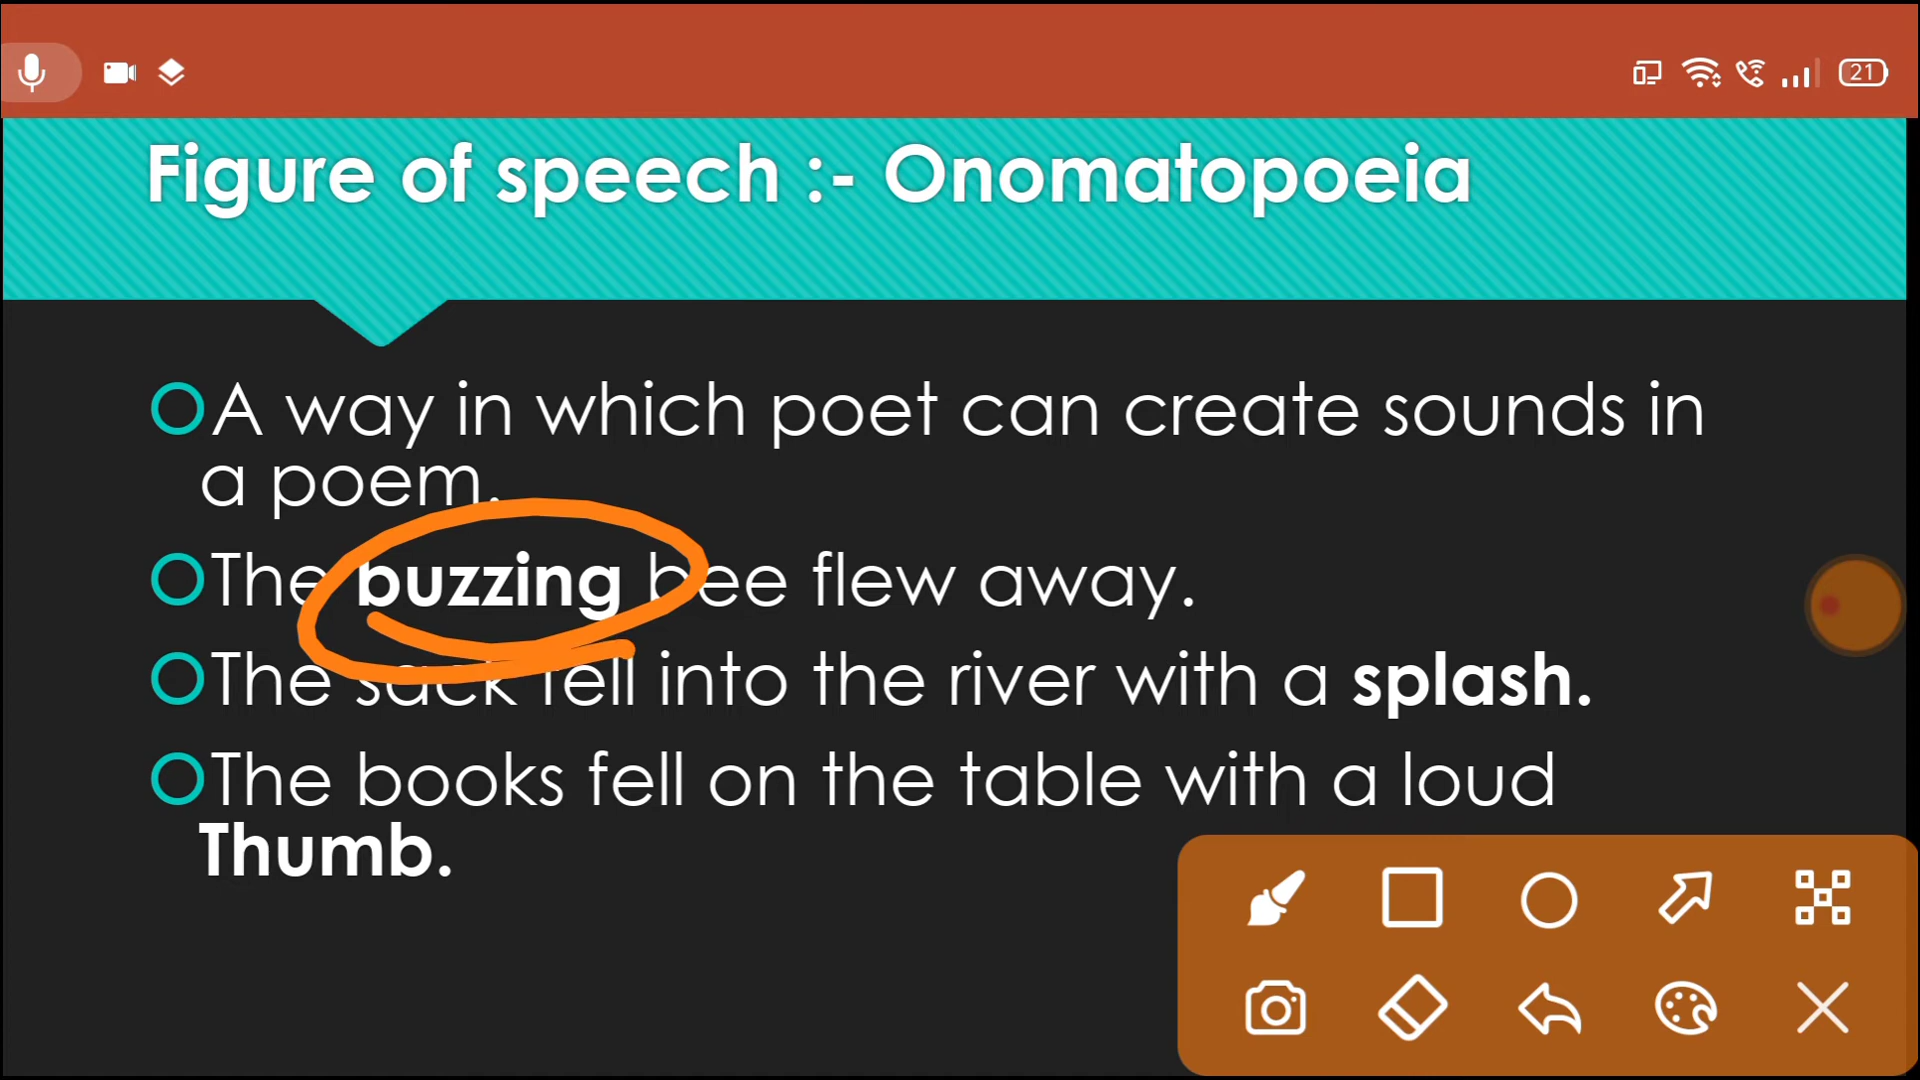 21
Figure of speech :- Onomatopoeia
A way in which poet can create sounds in
a poem.
The buzzing bee flew away.
The sack fell into the river with a splash.
The books fell on the table with a loud
Thumb.